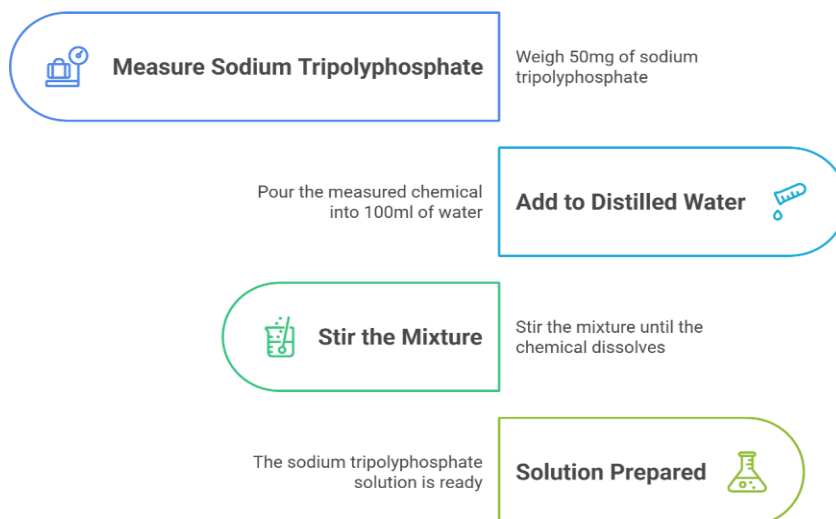 Measure Sodium Tripolyphosphate
Weigh 50mg of sodium
tripolyphosphate
Pour the measured chemical
into 100ml of water
Add to Distilled Water
Stir the Mixture
Stir the mixture until the
chemical dissolves
The sodium tripolyphosphate
solution is ready
Solution Prepared